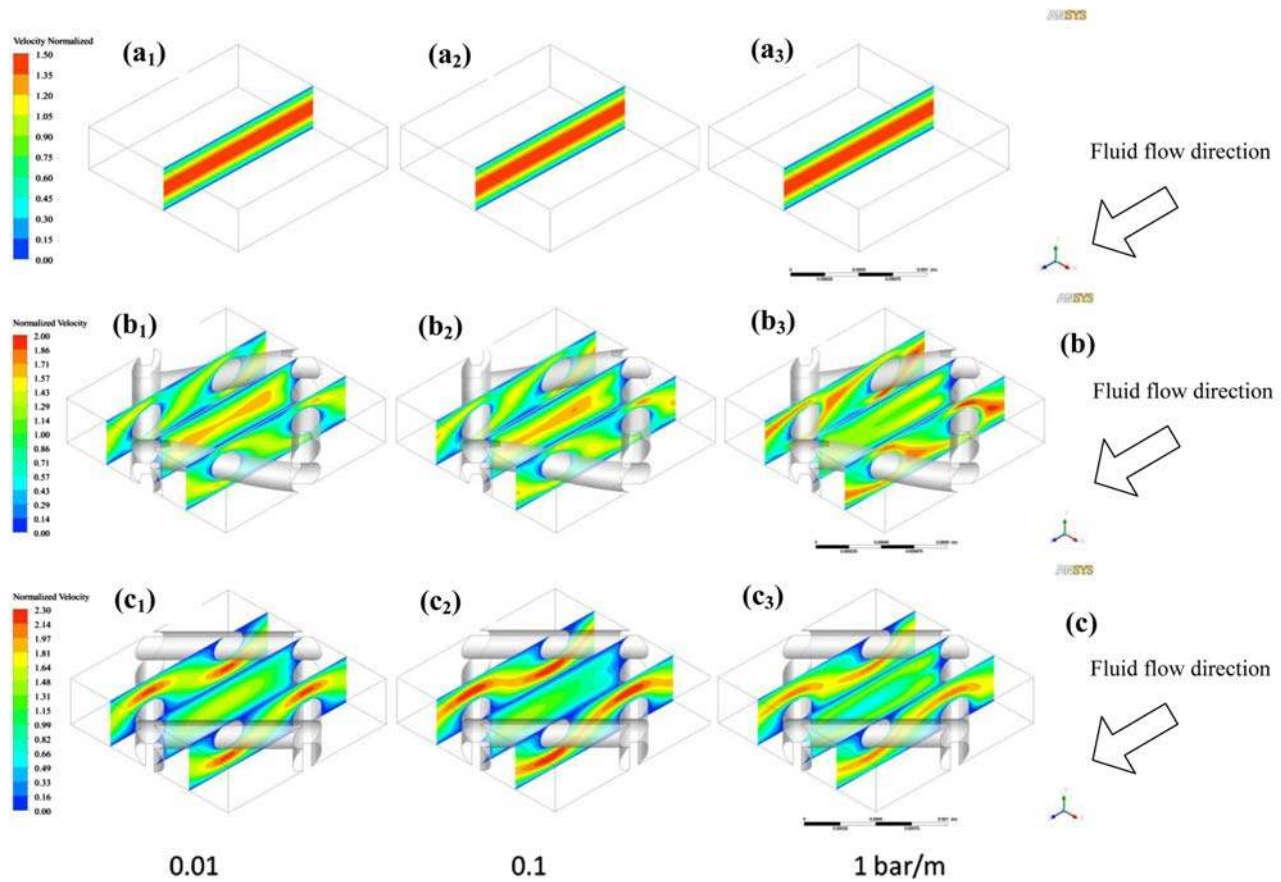 ANSYS
Velocity Normalized
1.50
1.35
1.20
1.05
0.90
0.75
0.60
0.45
0.30
0.15
0.00
(a1)
(a2)
(a3)
Fluid flow direction
ANSYS
Normalized Velocity
2.00
1.86
1.71
1.57
1.43
1.29
1.14
1.00
0.86
0.71
0.57
0.43
0.29
0.14
0.00
(b1)
(b2)
(b3)
(b)
Fluid flow direction
ANSYS
Normalized Velocity
2.30
2.14
1.97
1.81
1.64
1.48
1.31
1.15
0.99
0.82
0.66
0.49
0.33
0.16
0.00
(c1)
(c2)
(c3)
(c)
Fluid flow direction
0.01
0.1
1 bar/m